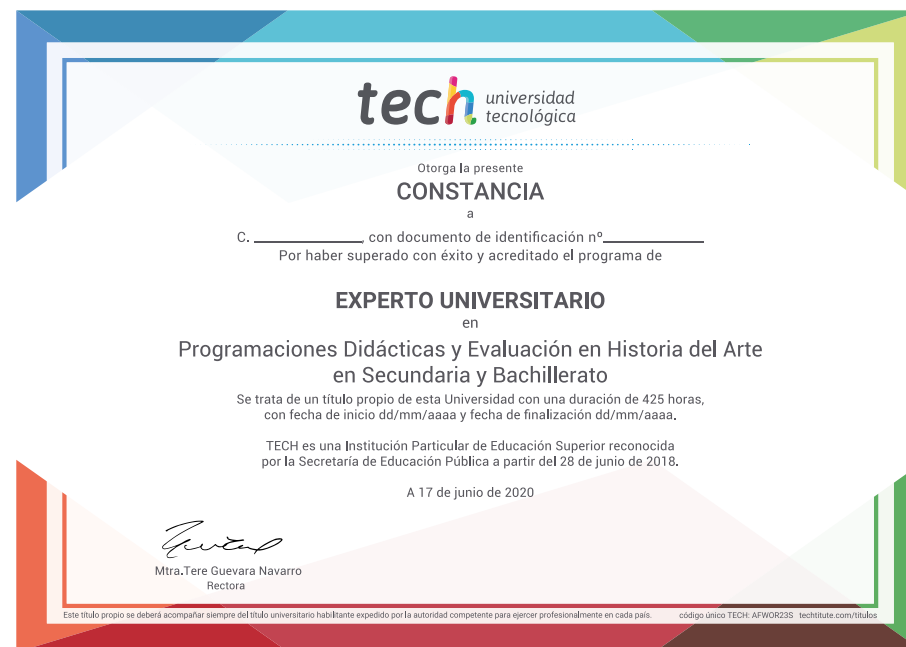 tech universidad
tecnológica
Otorga la presente
CONSTANCIA
a
C. ____________, con documento de identificación nº____________
Por haber superado con éxito y acreditado el programa de
EXPERTO UNIVERSITARIO
en
Programaciones Didácticas y Evaluación en Historia del Arte
en Secundaria y Bachillerato
Se trata de un título propio de esta Universidad con una duración de 425 horas,
con fecha de inicio dd/mm/aaaa y fecha de finalización dd/mm/aaaa.
TECH es una Institución Particular de Educación Superior reconocida
por la Secretaría de Educación Pública a partir del 28 de junio de 2018.
A 17 de junio de 2020
Mtra.Tere Guevara Navarro
Rectora
Este título propio se deberá acompañar siempre del título universitario habilitante expedido por la autoridad competente para ejercer profesionalmente en cada país. código único TECH: AFWOR23S techtitute.com/títulos